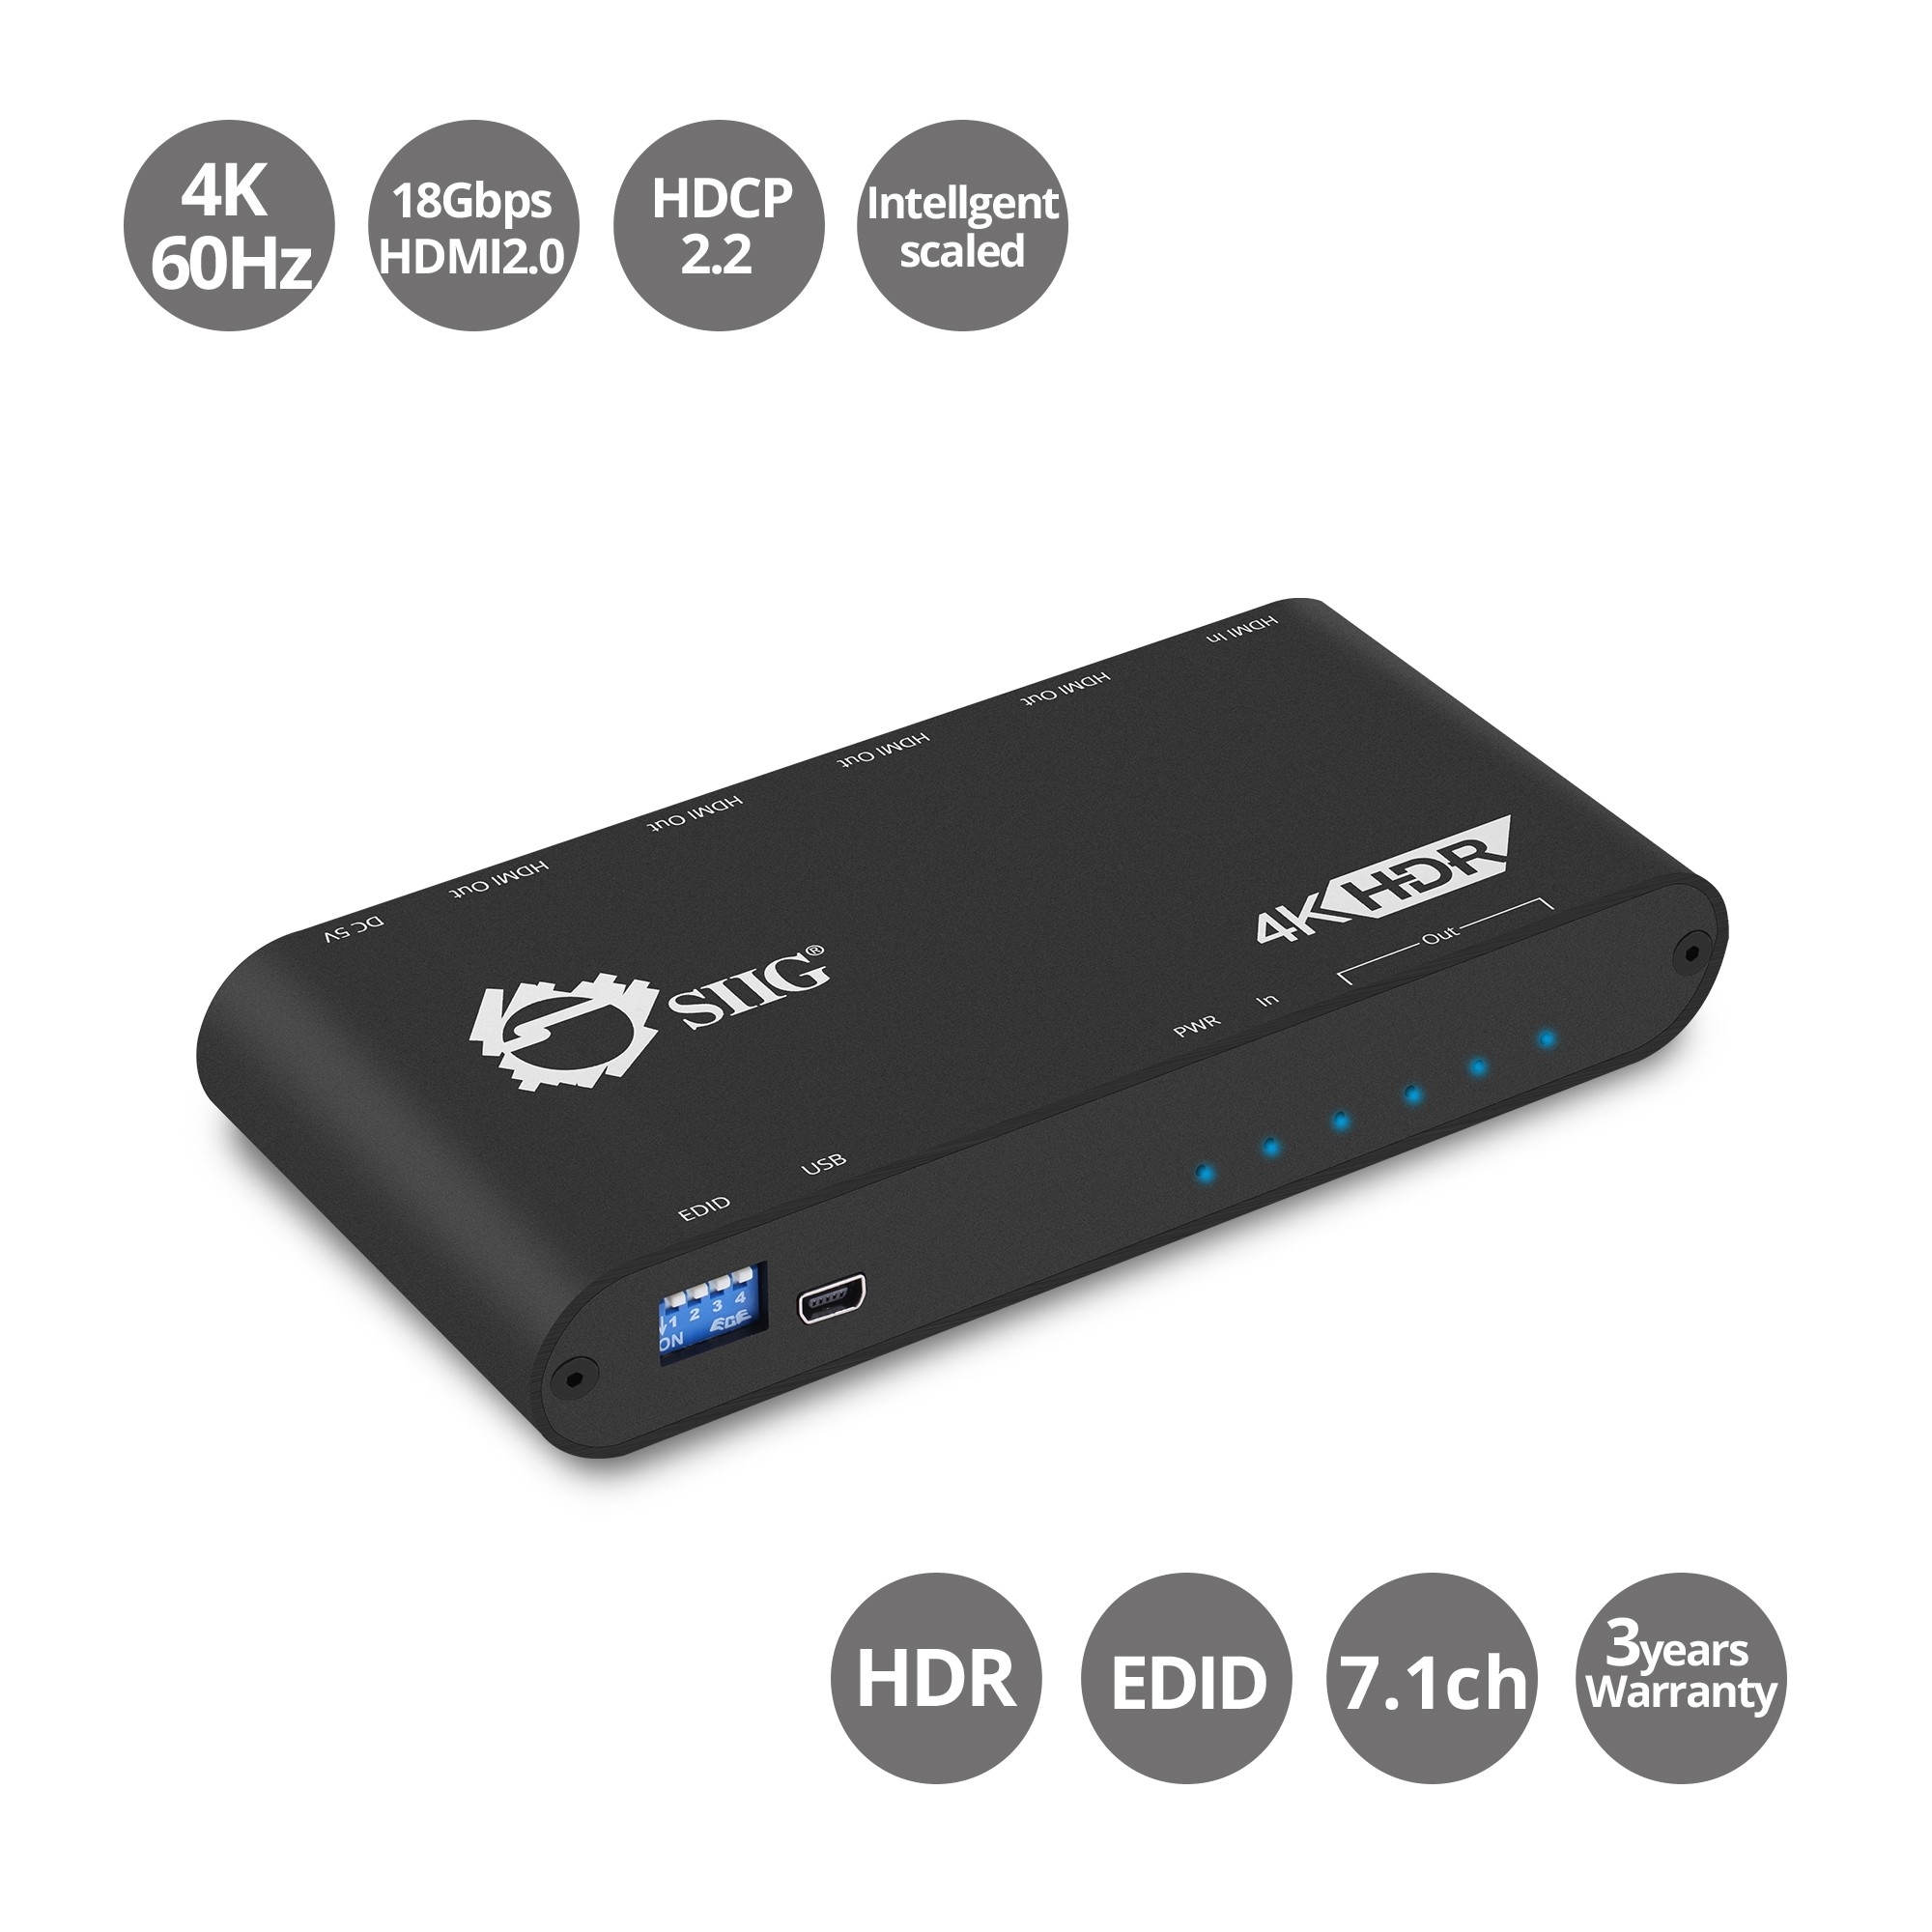 4K
60Hz
18Gbps
HDMI2.0
HDCP
2.2
Intellgent
scaled
HDMI In
HDMI Out
HDMI Out
HDMI Out
HDMI Out
DC 5V
4K HDR
SIIG®
Out
In
PWR
USB
EDID
1 2 3 4
ON ECE
HDR
EDID
7.1ch
3years
Warranty